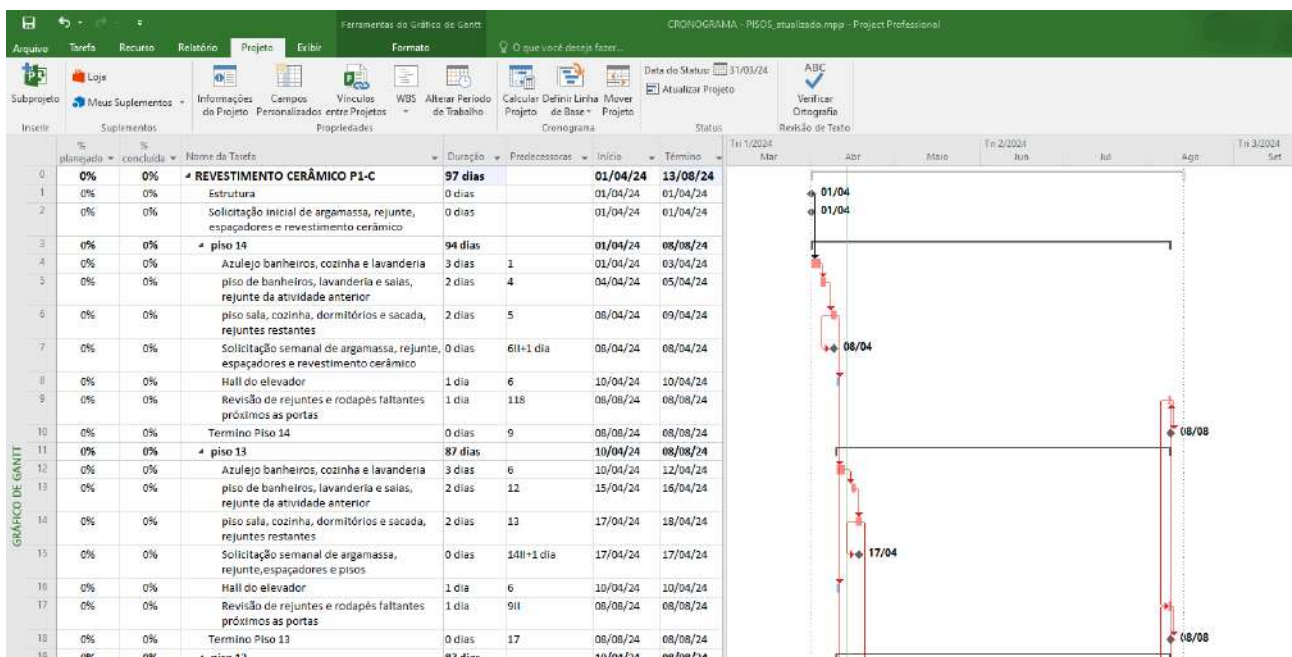 Ferramentas do Gráfico de Gantt
CRONOGRAMA - PISOS_atualizado.mpp - Project Professional
Arquivo Tarefa Recurso Relatório Projeto Exibir Formato O que você deseja fazer...
Subprojeto
Loja
Meus Suplementos
Informações do Projeto
Campos Personalizados
Vínculos entre Projetos
WBS
Alterar Período de Trabalho
Calcular Projeto
Definir Linha de Base
Mover Projeto
Data do Status: 31/03/24
Atualizar Projeto
ABC
Verificar Ortografia
Inserir Suplementos Propriedades Cronograma Status Revisão de Texto
% planejado % concluída Nome da Tarefa Duração Predecessoras Início Término
Tri 1/2024 Tri 2/2024 Tri 3/2024
Mar Abr Maio Jun Jul Ago Set
0 0% 0% REVESTIMENTO CERÂMICO P1-C 97 dias 01/04/24 13/08/24
1 0% 0% Estrutura 0 dias 01/04/24 01/04/24 01/04
2 0% 0% Solicitação inicial de argamassa, rejunte, 0 dias 01/04/24 01/04/24 01/04
espaçadores e revestimento cerâmico
3 0% 0% piso 14 94 dias 01/04/24 08/08/24
4 0% 0% Azulejo banheiros, cozinha e lavanderia 3 dias 1 01/04/24 03/04/24
5 0% 0% piso de banheiros, lavanderia e saias, 2 dias 4 04/04/24 05/04/24
rejunte da atividade anterior
6 0% 0% piso sala, cozinha, dormitórios e sacada, 2 dias 5 08/04/24 09/04/24
rejuntes restantes
7 0% 0% Solicitação semanal de argamassa, rejunte, 0 dias 6II+1 dia 08/04/24 08/04/24 08/04
espaçadores e revestimento cerâmico
8 0% 0% Hall do elevador 1 dia 6 10/04/24 10/04/24
9 0% 0% Revisão de rejuntes e rodapés faltantes 1 dia 118 08/08/24 08/08/24
próximos as portas
10 0% 0% Termino Piso 14 0 dias 9 08/08/24 08/08/24 08/08
11 0% 0% piso 13 87 dias 10/04/24 08/08/24
12 0% 0% Azulejo banheiros, cozinha e lavanderia 3 dias 6 10/04/24 12/04/24
13 0% 0% piso de banheiros, lavanderia e saias, 2 dias 12 15/04/24 16/04/24
rejunte da atividade anterior
14 0% 0% piso sala, cozinha, dormitórios e sacada, 2 dias 13 17/04/24 18/04/24
rejuntes restantes
15 0% 0% Solicitação semanal de argamassa, 0 dias 14II+1 dia 17/04/24 17/04/24 17/04
rejunte,espaçadores e pisos
16 0% 0% Hall do elevador 1 dia 6 10/04/24 10/04/24
17 0% 0% Revisão de rejuntes e rodapés faltantes 1 dia 9II 08/08/24 08/08/24
próximos as portas
18 0% 0% Termino Piso 13 0 dias 17 08/08/24 08/08/24 08/08
GRÁFICO DE GANTT